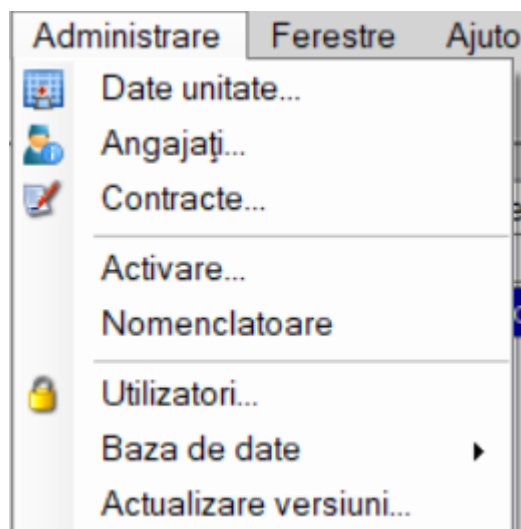 Administrare Ferestre Ajuto
Date unitate...
Angajaţi...
Contracte...
Activare...
Nomenclatoare
Utilizatori...
Baza de date
Actualizare versiuni...